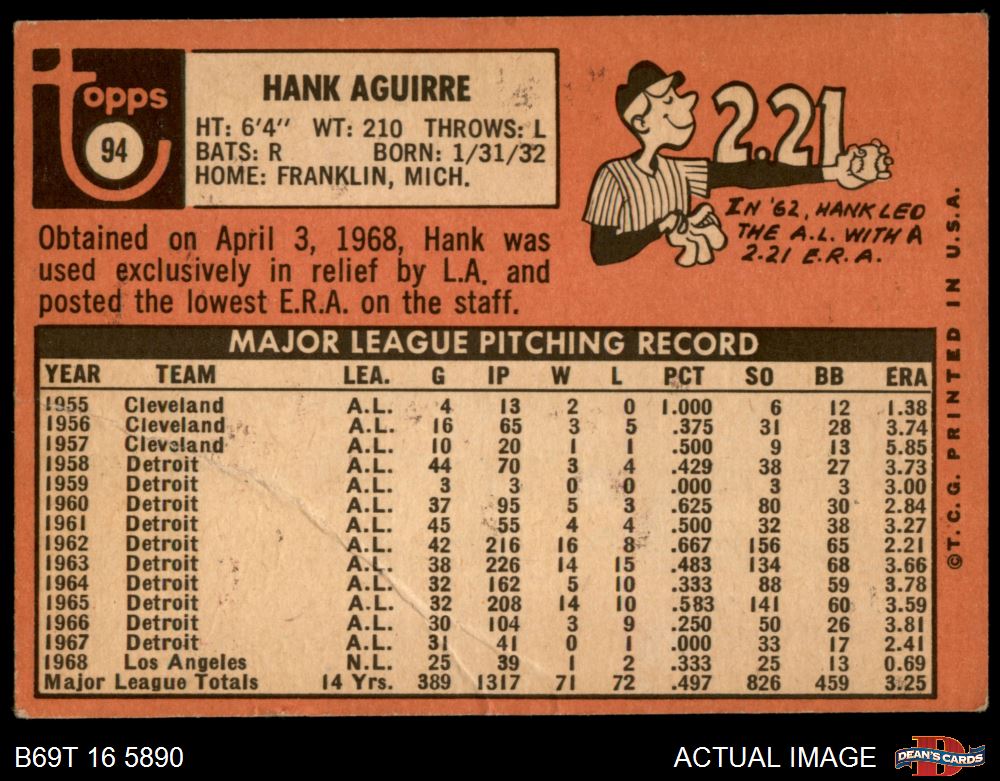 topps
94
HANK AGUIRRE
HT: 6'4" WT: 210 THROWS: L
BATS: R BORN: 1/31/32
HOME: FRANKLIN, MICH.
2.21
IN '62, HANK LED
THE A.L. WITH A
2.21 E.R.A.
Obtained on April 3, 1968, Hank was
used exclusively in relief by L.A. and
posted the lowest E.R.A. on the staff.
MAJOR LEAGUE PITCHING RECORD
YEAR TEAM LEA. G IP W L PCT SO BB ERA
1955 Cleveland A.L. 4 13 2 0 1.000 6 12 1.38
1956 Cleveland A.L. 16 65 3 5 .375 31 28 3.74
1957 Cleveland A.L. 10 20 1 1 .500 9 13 5.85
1958 Detroit A.L. 44 70 3 4 .429 38 27 3.73
1959 Detroit A.L. 3 3 0 0 .000 3 3 3.00
1960 Detroit A.L. 37 95 5 3 .625 80 30 2.84
1961 Detroit A.L. 45 55 4 4 .500 32 38 3.27
1962 Detroit A.L. 42 216 16 8 .667 156 65 2.21
1963 Detroit A.L. 38 226 14 15 .483 134 68 3.66
1964 Detroit A.L. 32 162 5 10 .333 88 59 3.78
1965 Detroit A.L. 32 208 14 10 .583 141 60 3.59
1966 Detroit A.L. 30 104 3 9 .250 50 26 3.81
1967 Detroit A.L. 31 41 0 1 .000 33 17 2.41
1968 Los Angeles N.L. 25 39 1 2 .333 25 13 0.69
Major League Totals 14 Yrs. 389 1317 71 72 .497 826 459 3.25
©T.C.G. PRINTED IN U.S.A.
B69T 16 5890
ACTUAL IMAGE
D
DEAN'S CARDS